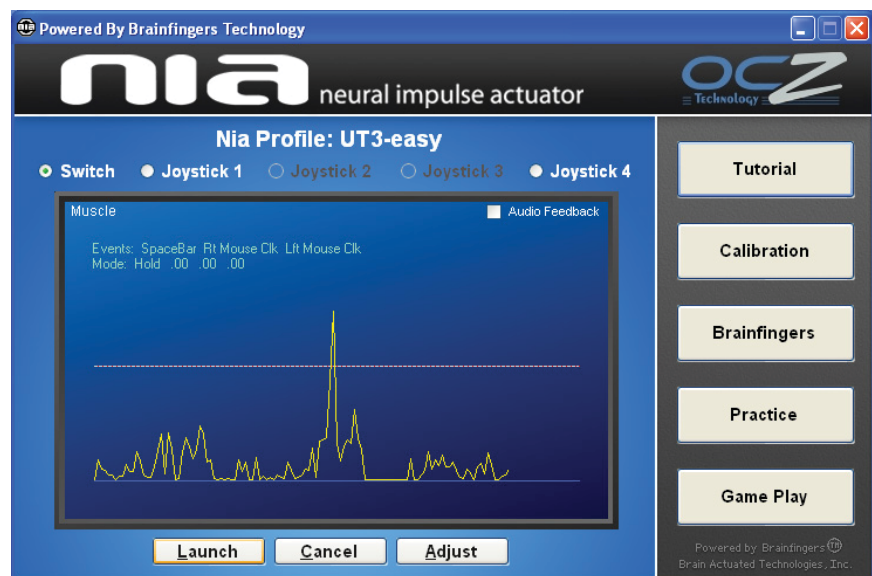 nia Powered By Brainfingers Technology
nia neural impulse actuator
OCZ
Technology
Nia Profile: UT3-easy
Switch Joystick 1 Joystick 2 Joystick 3 Joystick 4
Muscle Audio Feedback
Events: SpaceBar Rt Mouse Clk Lft Mouse Clk
Mode: Hold .00 .00 .00
Launch Cancel Adjust
Tutorial
Calibration
Brainfingers
Practice
Game Play
Powered by Brainfingers TM
Brain Actuated Technologies, Inc.